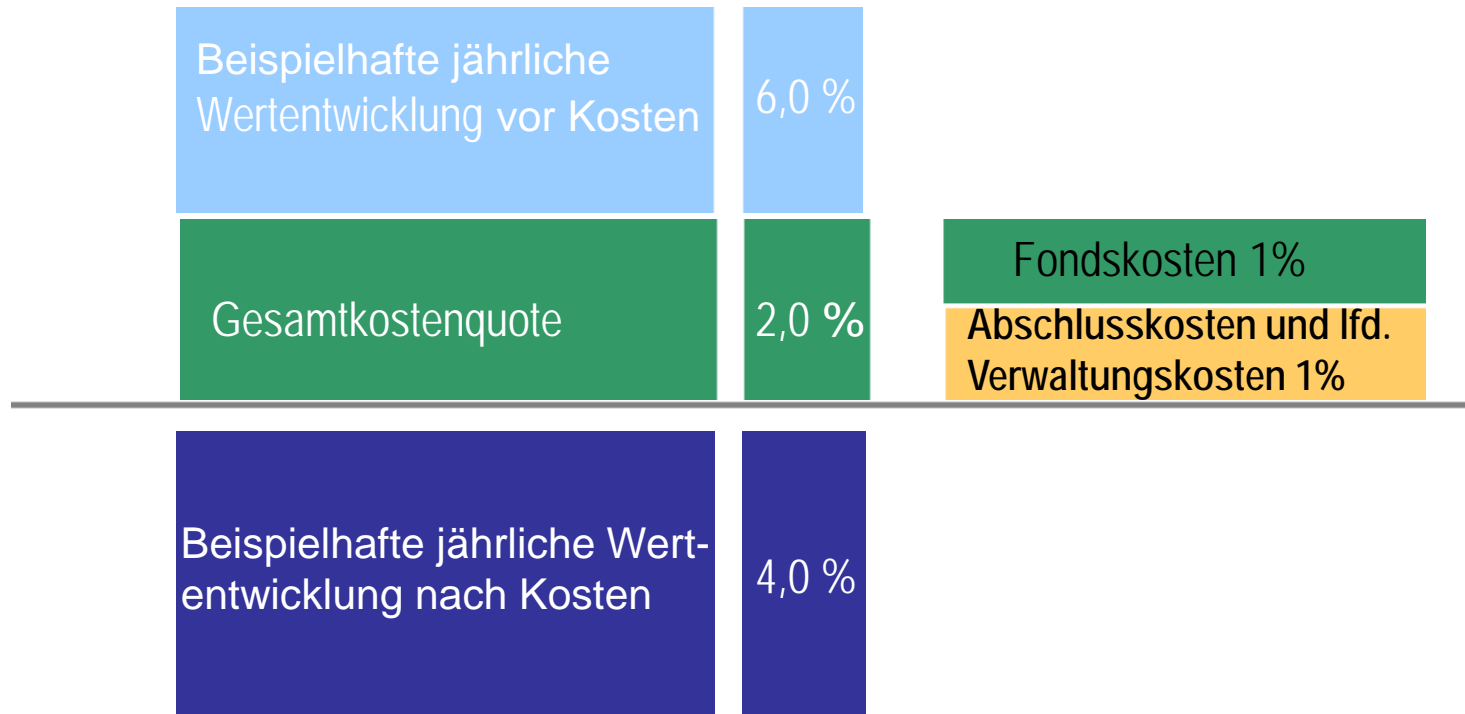 Beispielhafte jährliche
Wertentwicklung vor Kosten
6,0 %
Gesamtkostenquote
2,0 %
Fondskosten 1%
Abschlusskosten und lfd.
Verwaltungskosten 1%
Beispielhafte jährliche Wert-
entwicklung nach Kosten
4,0 %